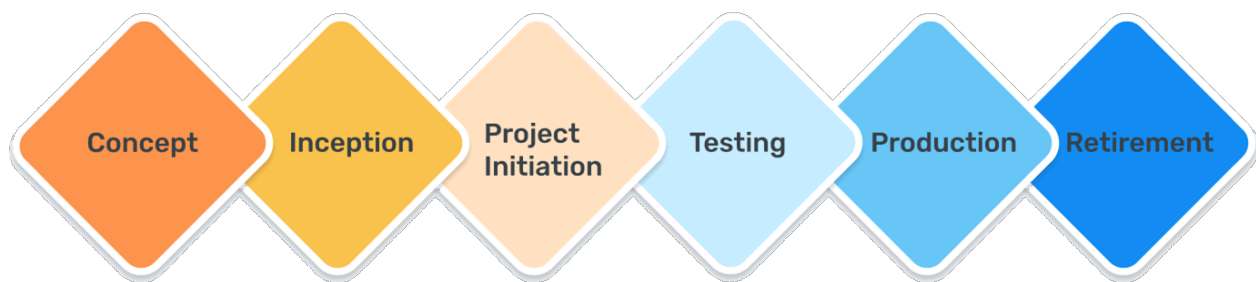 Concept
Inception
Project
Initiation
Testing
Production
Retirement